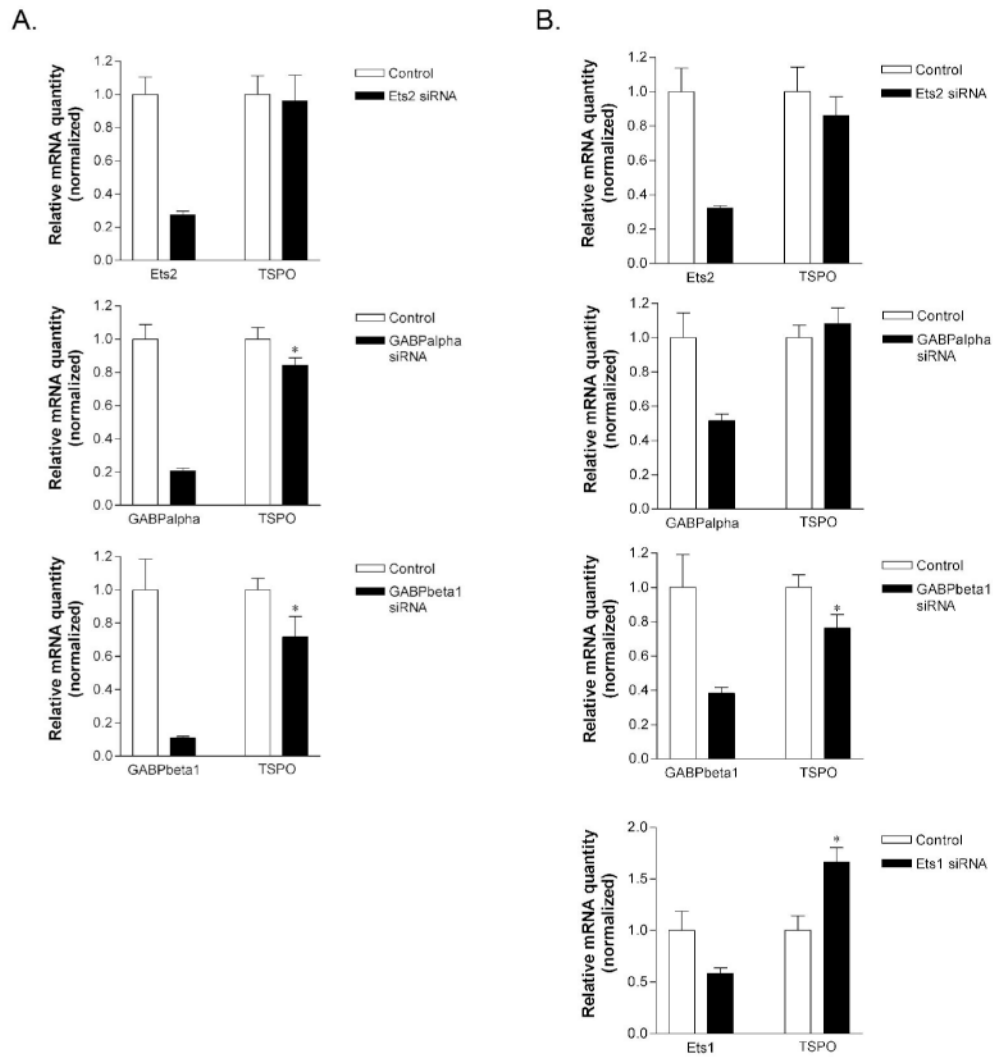 A.
Relative mRNA quantity
(normalized)
1.2
1.0
0.8
0.6
0.4
0.2
0.0
Ets2
TSPO
Control
Ets2 siRNA
Relative mRNA quantity
(normalized)
1.2
1.0
0.8
0.6
0.4
0.2
0.0
*
GABPalpha
TSPO
Control
GABPalpha
siRNA
Relative mRNA quantity
(normalized)
1.2
1.0
0.8
0.6
0.4
0.2
0.0
*
GABPbeta1
TSPO
Control
GABPbeta1
siRNA
B.
Relative mRNA quantity
(normalized)
1.2
1.0
0.8
0.6
0.4
0.2
0.0
Ets2
TSPO
Control
Ets2 siRNA
Relative mRNA quantity
(normalized)
1.2
1.0
0.8
0.6
0.4
0.2
0.0
GABPalpha
TSPO
Control
GABPalpha
siRNA
Relative mRNA quantity
(normalized)
1.2
1.0
0.8
0.6
0.4
0.2
0.0
*
GABPbeta1
TSPO
Control
GABPbeta1
siRNA
Relative mRNA quantity
(normalized)
2.0
1.5
1.0
0.5
0.0
*
Ets1
TSPO
Control
Ets1 siRNA